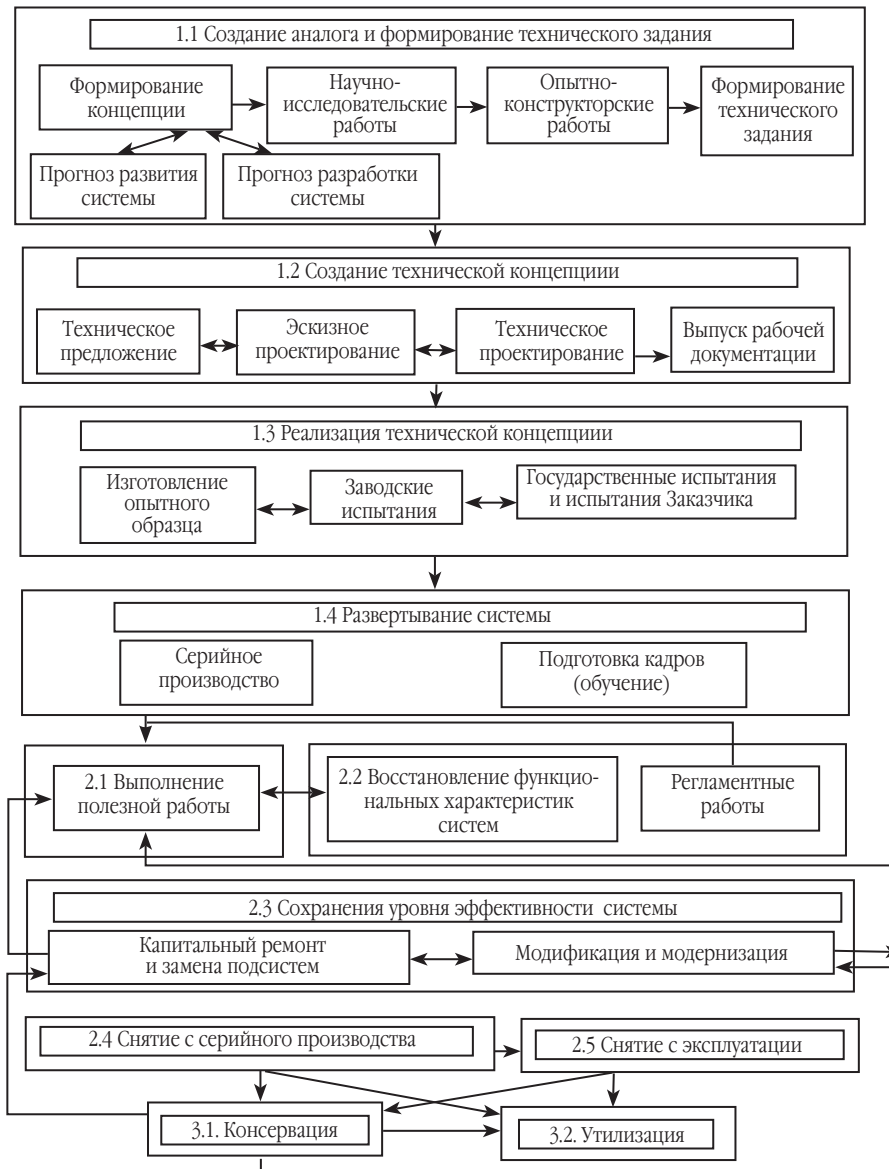 1.1 Создание аналога и формирование технического задания
Формирование
концепции
Научно-
исследовательские
работы
Опытно-
конструкторские
работы
Формирование
технического
задания
Прогноз развития
системы
Прогноз разработки
системы
1.2 Создание технической концепциии
Техническое
предложение
Эскизное
проектирование
Техническое
проектирование
Выпуск рабочей
документации
1.3 Реализация технической концепциии
Изготовление
опытного
образца
Заводские
испытания
Государственные испытания
и испытания Заказчика
1.4 Развертывание системы
Серийное
производство
Подготовка кадров
(обучение)
2.1 Выполнение
полезной работы
2.2 Восстановление функцио-
нальных характеристик
систем
Регламентные
работы
2.3 Сохранения уровня эффективности системы
Капитальный ремонт
и замена подсистем
Модификация и модернизация
2.4 Снятие с серийного производства
2.5 Снятие с эксплуатации
3.1. Консервация
3.2. Утилизация